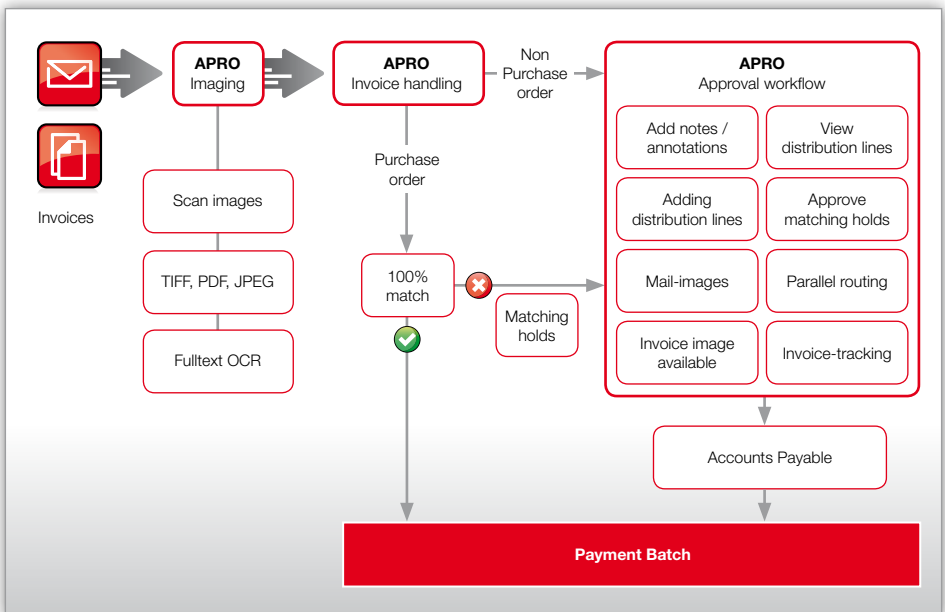 Invoices
APRO
Imaging
Scan images
TIFF, PDF, JPEG
Fulltext OCR
APRO
Invoice handling
Non
Purchase
order
Purchase
order
100%
match
Matching
holds
APRO
Approval workflow
Add notes /
annotations
View
distribution lines
Adding
distribution lines
Approve
matching holds
Mail-images
Parallel routing
Invoice image
available
Invoice-tracking
Accounts Payable
Payment Batch